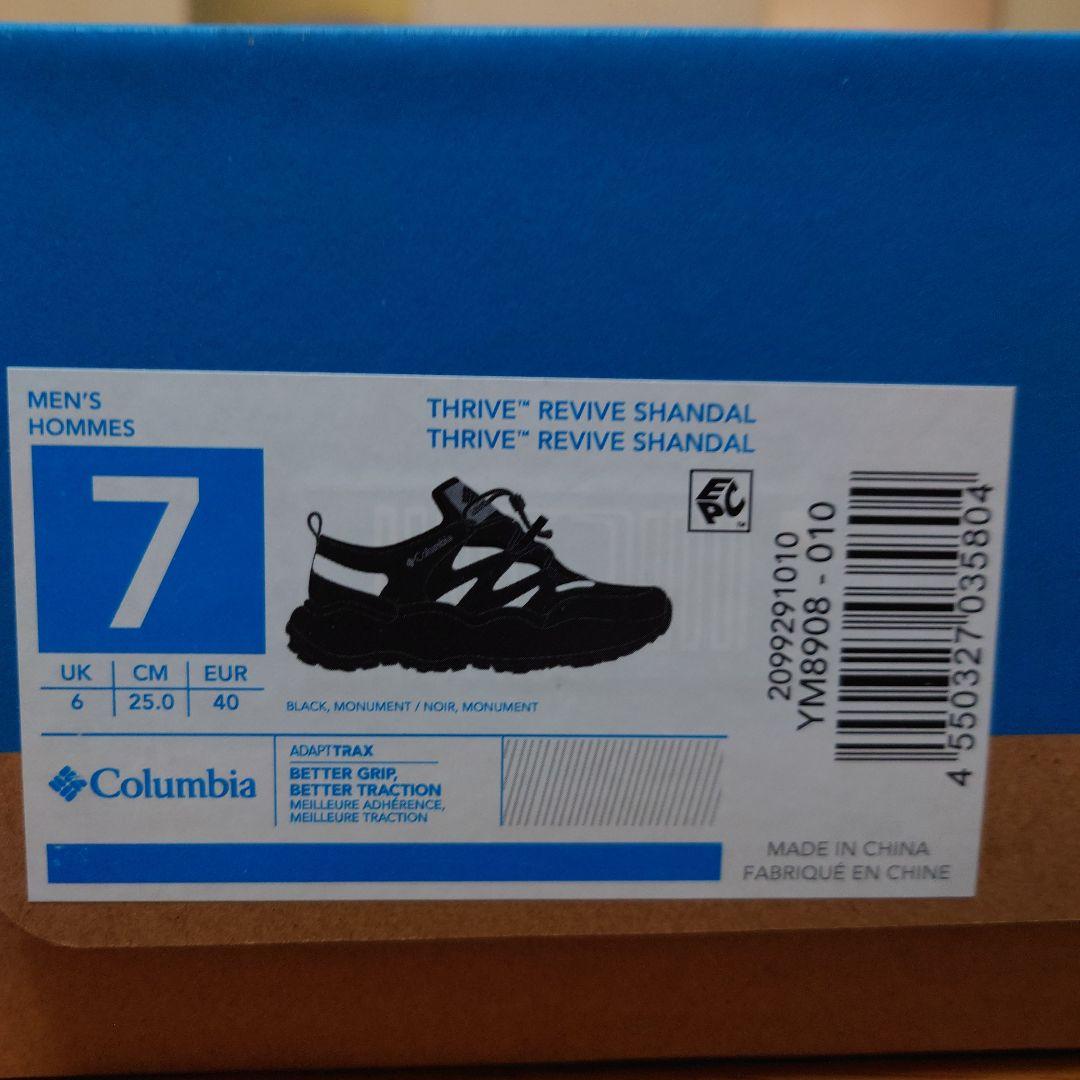 MEN'S
HOMMES
7
UK CM EUR
6 25.0 40
THRIVE™ REVIVE SHANDAL
THRIVE™ REVIVE SHANDAL
Columbia
EPC
BLACK, MONUMENT / NOIR, MONUMENT
2099291010
YM8908 - 010
4 550327 035804
Columbia
ADAPTTRAX
BETTER GRIP,
BETTER TRACTION
MEILLEURE ADHÉRENCE,
MEILLEURE TRACTION
MADE IN CHINA
FABRIQUÉ EN CHINE